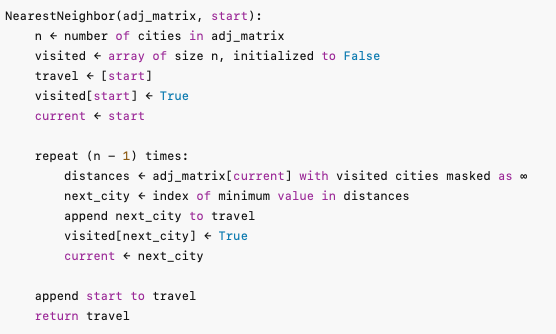 NearestNeighbor(adj_matrix, start):
    n ← number of cities in adj_matrix
    visited ← array of size n, initialized to False
    travel ← [start]
    visited[start] ← True
    current ← start

    repeat (n − 1) times:
        distances ← adj_matrix[current] with visited cities masked as ∞
        next_city ← index of minimum value in distances
        append next_city to travel
        visited[next_city] ← True
        current ← next_city

    append start to travel
    return travel